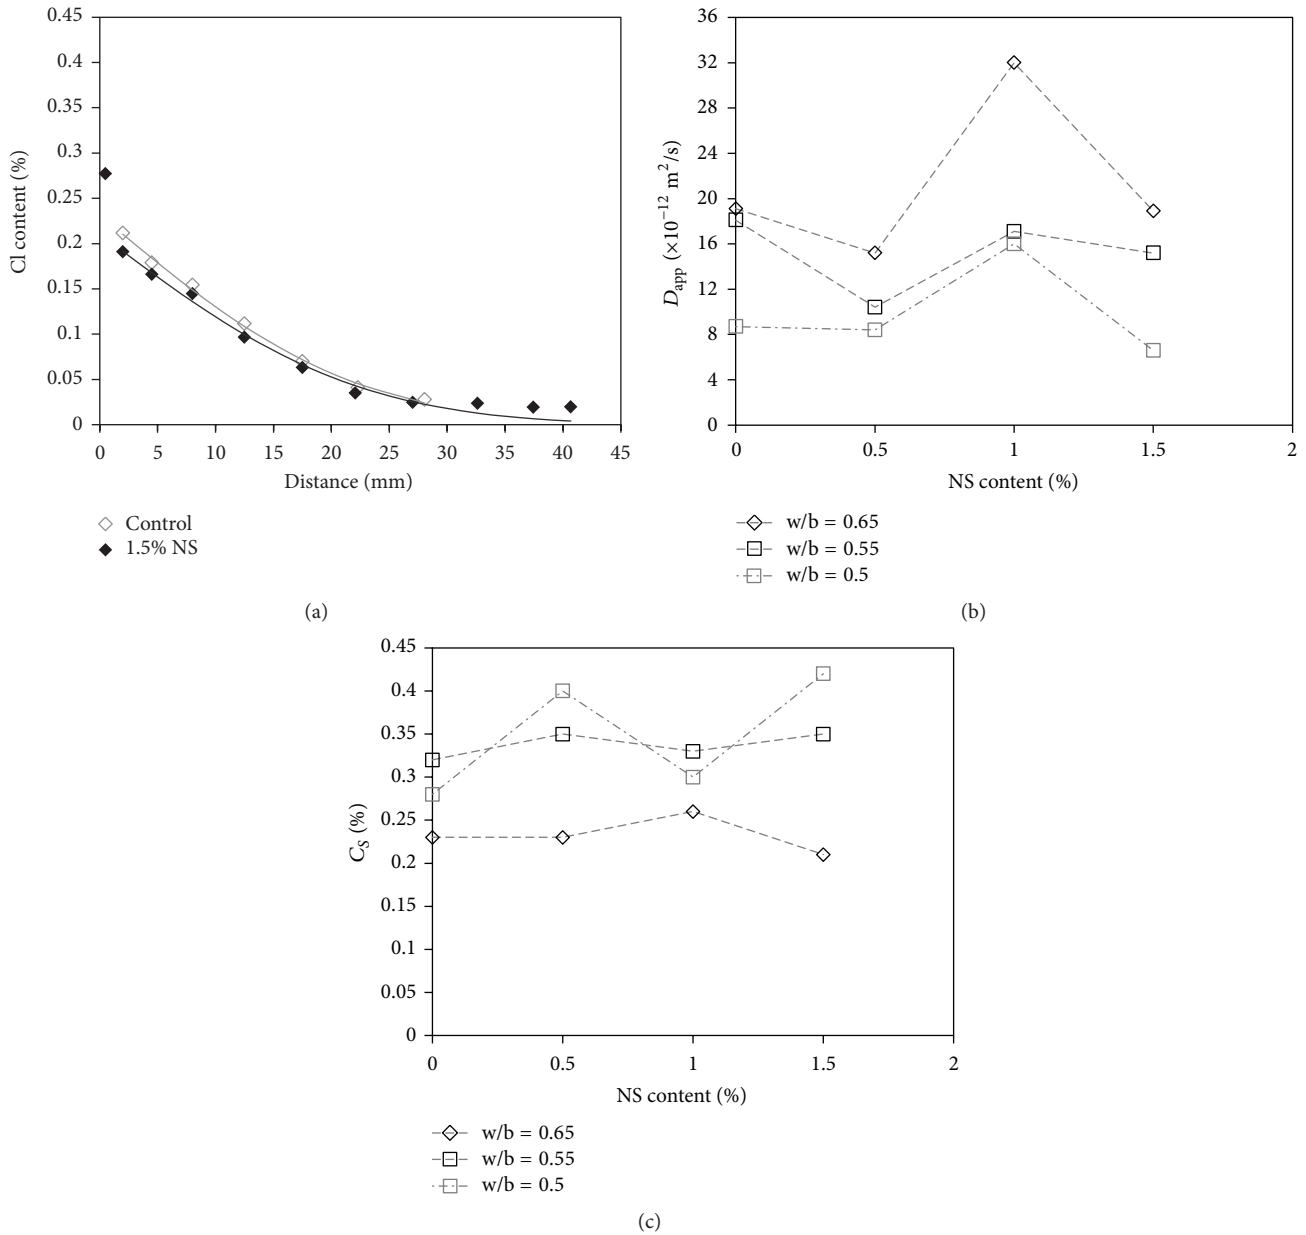 0.45
0.4
0.35
0.3
0.25
0.2
0.15
0.1
0.05
0
Cl content (%)
0 5 10 15 20 25 30 35 40 45
Distance (mm)
Control
1.5% NS
(a)
36
32
28
24
20
16
12
8
4
0
D_app (×10^−12 m^2/s)
0 0.5 1 1.5 2
NS content (%)
w/b = 0.65
w/b = 0.55
w/b = 0.5
(b)
0.45
0.4
0.35
0.3
0.25
0.2
0.15
0.1
0.05
0
C_S (%)
0 0.5 1 1.5 2
NS content (%)
w/b = 0.65
w/b = 0.55
w/b = 0.5
(c)